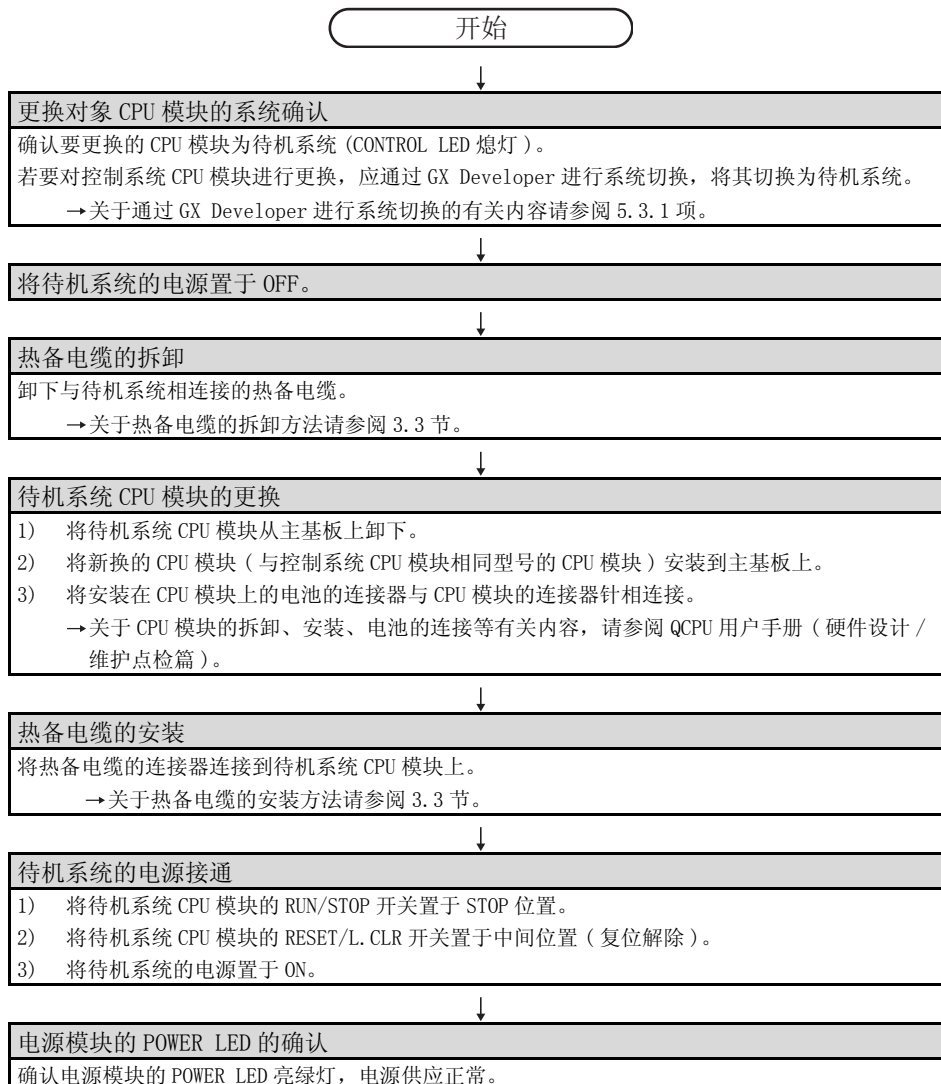 开始
更换对象 CPU 模块的系统确认
确认要更换的 CPU 模块为待机系统 (CONTROL LED 熄灯 )。
若要对控制系统 CPU 模块进行更换，应通过 GX Developer 进行系统切换，将其切换为待机系统。
→关于通过 GX Developer 进行系统切换的有关内容请参阅 5.3.1 项。
将待机系统的电源置于 OFF。
热备电缆的拆卸
卸下与待机系统相连接的热备电缆。
→关于热备电缆的拆卸方法请参阅 3.3 节。
待机系统 CPU 模块的更换
1) 将待机系统 CPU 模块从主基板上卸下。
2) 将新换的 CPU 模块 ( 与控制系统 CPU 模块相同型号的 CPU 模块 ) 安装到主基板上。
3) 将安装在 CPU 模块上的电池的连接器与 CPU 模块的连接器针相连接。
→关于 CPU 模块的拆卸、安装、电池的连接等有关内容，请参阅 QCPU 用户手册 ( 硬件设计 /
维护点检篇 )。
热备电缆的安装
将热备电缆的连接器连接到待机系统 CPU 模块上。
→关于热备电缆的安装方法请参阅 3.3 节。
待机系统的电源接通
1) 将待机系统 CPU 模块的 RUN/STOP 开关置于 STOP 位置。
2) 将待机系统 CPU 模块的 RESET/L.CLR 开关置于中间位置 ( 复位解除 )。
3) 将待机系统的电源置于 ON。
电源模块的 POWER LED 的确认
确认电源模块的 POWER LED 亮绿灯，电源供应正常。